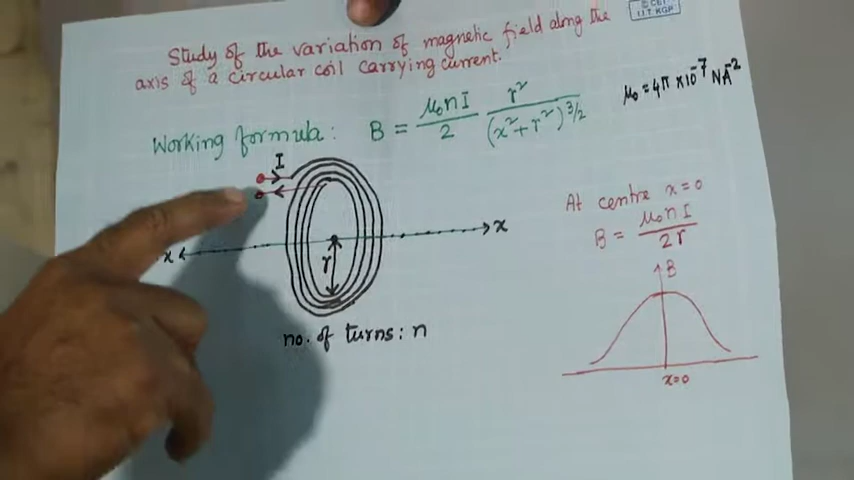 Study of the variation of magnetic field along the
axis of a circular coil carrying current.
© CET
I.I.T. KGP
Working formula: B = μ₀nI/2 r²/(x²+r²)^3/2
μ₀ = 4π × 10⁻⁷ NA⁻²
I
x
x
r
no. of turns: n
At centre x=0
B = μ₀nI/2r
B
x=0